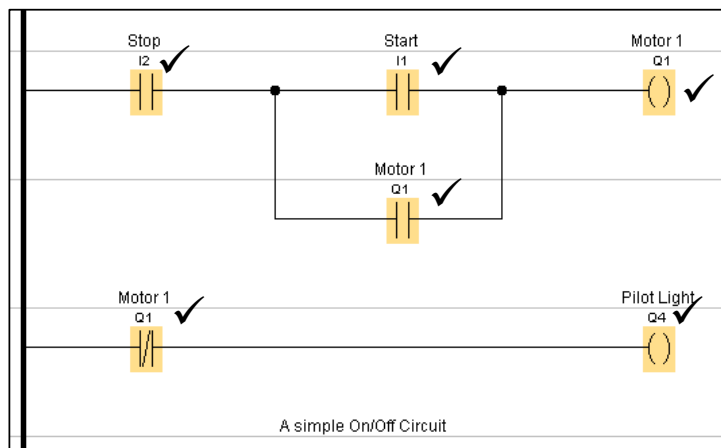 Stop Start Motor 1
I2 I1 Q1
Motor 1
Q1
Motor 1 Pilot Light
Q1 Q4
A simple On/Off Circuit